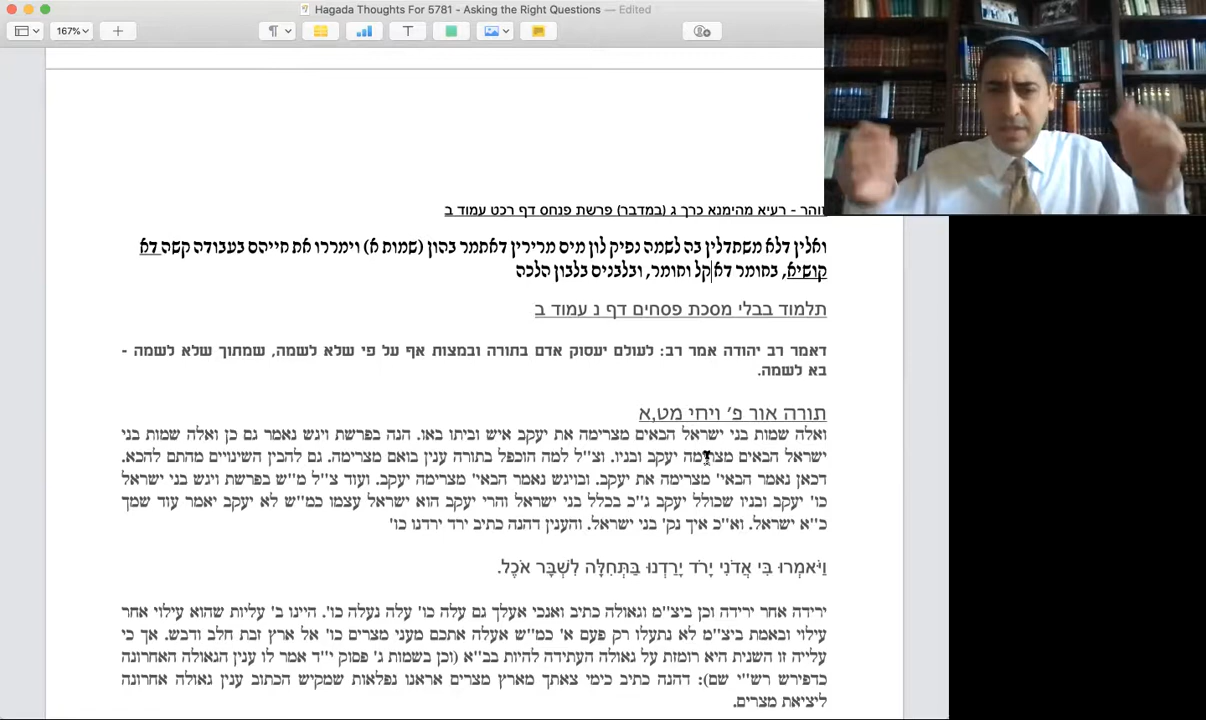 Hagada Thoughts For 5781 - Asking the Right Questions — Edited
167%
זוהר - רעיא מהימנא כרך ג (במדבר) פרשת פנחס דף רכט עמוד ב
ואלין דלא משתדלין בה לשמה נפיק לון מים מרירין דאתמר בהון (שמות א) וימררו את חייהם בעבודה קשה דא
קושיא, בחומר דא קל וחומר, ובלבנים בלבון הלכה
תלמוד בבלי מסכת פסחים דף נ עמוד ב
דאמר רב יהודה אמר רב: לעולם יעסוק אדם בתורה ובמצות אף על פי שלא לשמה, שמתוך שלא לשמה -
בא לשמה.
תורה אור פ׳ ויחי מט,א
ואלה שמות בני ישראל הבאים מצרימה את יעקב איש וביתו באו. הנה בפרשת ויגש נאמר גם כן ואלה שמות בני
ישראל הבאים מצרימה יעקב ובניו. וצ"ל למה הוכפל בתורה ענין בואם מצרימה. גם להבין השינויים מהתם להכא.
דכאן נאמר הבאי' מצרימה את יעקב. ובויגש נאמר הבאי' מצרימה יעקב. ועוד צ"ל מ"ש בפרשת ויגש בני ישראל
כו' יעקב ובניו שכולל יעקב ג"כ בכלל בני ישראל והרי יעקב הוא ישראל עצמו כמ"ש לא יעקב יאמר עוד שמך
כ"א ישראל. וא"כ איך נק' בני ישראל. והענין דהנה כתיב ירד ירדנו כו'
וַיֹּאמְרוּ בִּי אֲדֹנִי יָרֹד יָרַדְנוּ בַּתְּחִלָּה לִשְׁבָּר אֹכֶל.
ירידה אחר ירידה וכן ביצ"מ וגאולה כתיב ואנכי אעלך גם עלה כו' עלה נעלה כו'. היינו ב' עליות שהוא עילוי אחר
עילוי ובאמת ביצ"מ לא נתעלו רק פעם א' כמ"ש אעלה אתכם מעני מצרים כו' אל ארץ זבת חלב ודבש. אך כי
עלייה זו השנית היא רומזת על גאולה העתידה להיות בב"א (וכן בשמות ג' פסוק י"ד אמר לו ענין הגאולה האחרונה
כדפירש רש"י שם): דהנה כתיב כימי צאתך מארץ מצרים אראנו נפלאות שמקיש הכתוב ענין גאולה אחרונה
ליציאת מצרים.